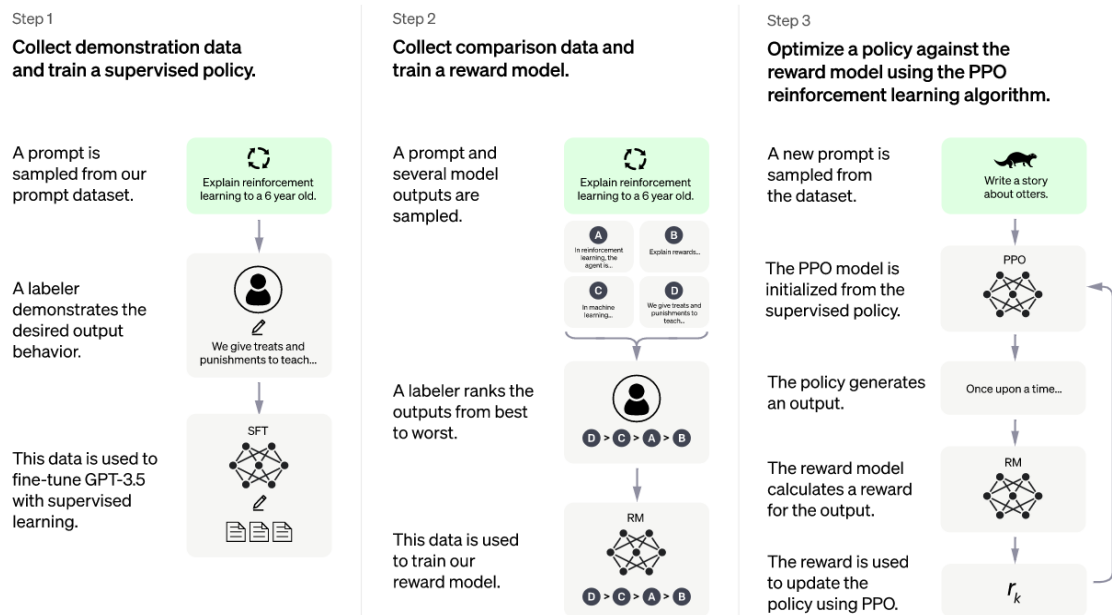 Step 1
Collect demonstration data
and train a supervised policy.
A prompt is
sampled from our
prompt dataset.
Explain reinforcement
learning to a 6 year old.
A labeler
demonstrates the
desired output
behavior.
We give treats and
punishments to teach...
This data is used to
fine-tune GPT-3.5
with supervised
learning.
SFT
Step 2
Collect comparison data and
train a reward model.
A prompt and
several model
outputs are
sampled.
Explain reinforcement
learning to a 6 year old.
A
In reinforcement
learning, the
agent is...
B
Explain rewards...
C
In machine
learning...
D
We give treats and
punishments to
teach...
A labeler ranks the
outputs from best
to worst.
D > C > A > B
This data is used
to train our
reward model.
RM
D > C > A > B
Step 3
Optimize a policy against the
reward model using the PPO
reinforcement learning algorithm.
A new prompt is
sampled from
the dataset.
Write a story
about otters.
The PPO model is
initialized from the
supervised policy.
PPO
The policy generates
an output.
Once upon a time...
The reward model
calculates a reward
for the output.
RM
The reward is used
to update the
policy using PPO.
rk